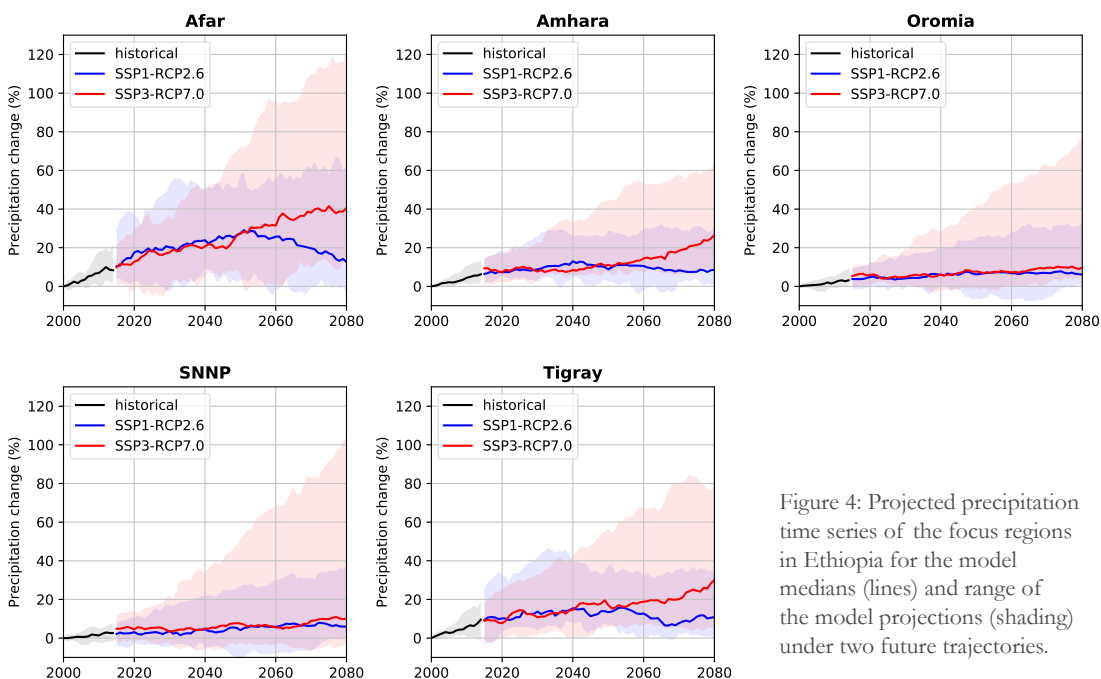 Afar
Precipitation change (%)
120
100
80
60
40
20
0
2000 2020 2040 2060 2080
historical
SSP1-RCP2.6
SSP3-RCP7.0
Amhara
Precipitation change (%)
120
100
80
60
40
20
0
2000 2020 2040 2060 2080
historical
SSP1-RCP2.6
SSP3-RCP7.0
Oromia
Precipitation change (%)
120
100
80
60
40
20
0
2000 2020 2040 2060 2080
historical
SSP1-RCP2.6
SSP3-RCP7.0
SNNP
Precipitation change (%)
120
100
80
60
40
20
0
2000 2020 2040 2060 2080
historical
SSP1-RCP2.6
SSP3-RCP7.0
Tigray
Precipitation change (%)
120
100
80
60
40
20
0
2000 2020 2040 2060 2080
historical
SSP1-RCP2.6
SSP3-RCP7.0
Figure 4: Projected precipitation
time series of the focus regions
in Ethiopia for the model
medians (lines) and range of
the model projections (shading)
under two future trajectories.